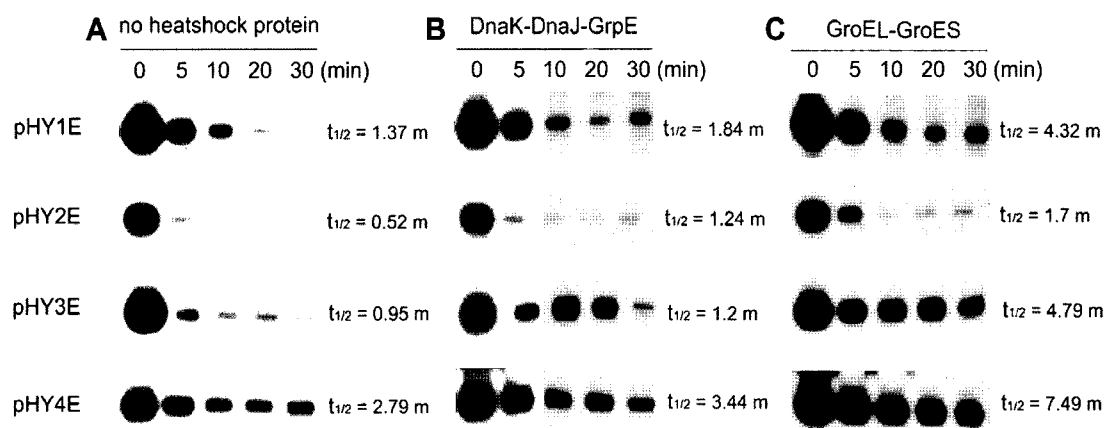 A no heatshock protein B DnaK-DnaJ-GrpE C GroEL-GroES
0 5 10 20 30 (min) 0 5 10 20 30 (min) 0 5 10 20 30 (min)
pHY1E t1/2 = 1.37 m t1/2 = 1.84 m t1/2 = 4.32 m
pHY2E t1/2 = 0.52 m t1/2 = 1.24 m t1/2 = 1.7 m
pHY3E t1/2 = 0.95 m t1/2 = 1.2 m t1/2 = 4.79 m
pHY4E t1/2 = 2.79 m t1/2 = 3.44 m t1/2 = 7.49 m